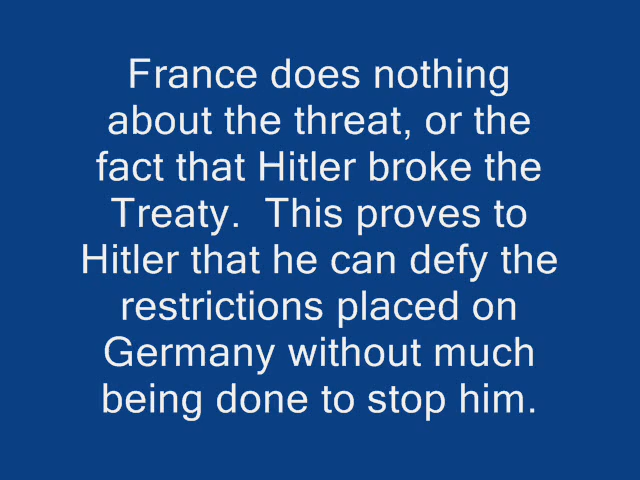 France does nothing
about the threat, or the
fact that Hitler broke the
Treaty.  This proves to
Hitler that he can defy the
restrictions placed on
Germany without much
being done to stop him.